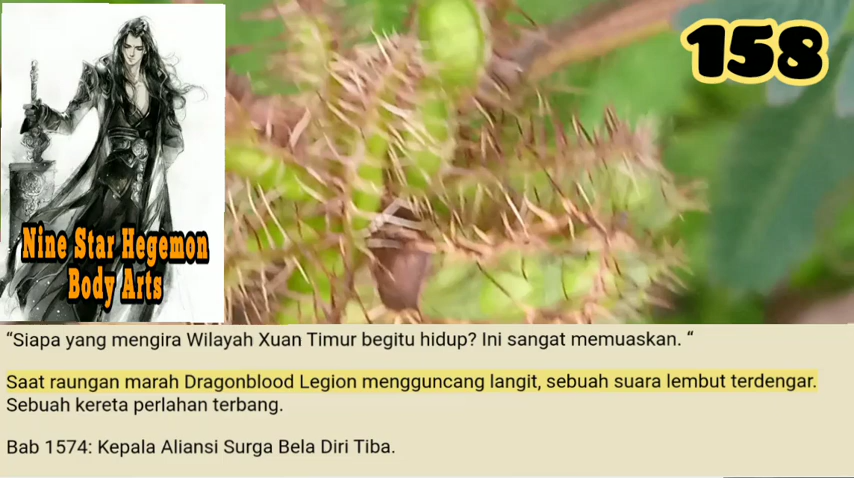 158
Nine Star Hegemon
Body Arts
“Siapa yang mengira Wilayah Xuan Timur begitu hidup? Ini sangat memuaskan. “
Saat raungan marah Dragonblood Legion mengguncang langit, sebuah suara lembut terdengar.
Sebuah kereta perlahan terbang.
Bab 1574: Kepala Aliansi Surga Bela Diri Tiba.